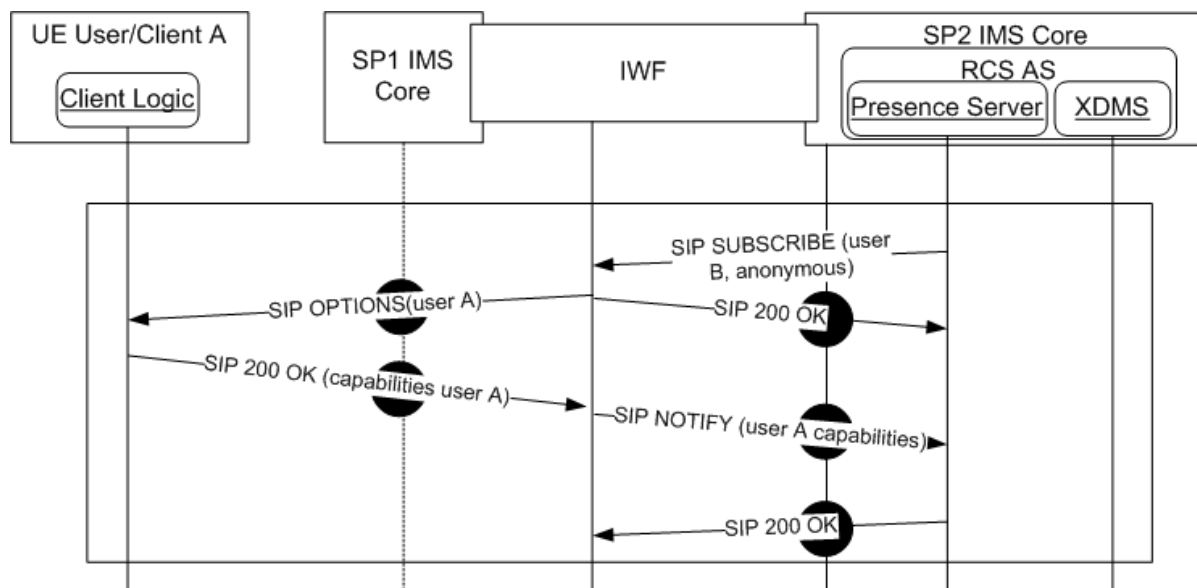 UE User/Client A
Client Logic
SP1 IMS
Core
IWF
SP2 IMS Core
RCS AS
Presence Server
XDMS
SIP SUBSCRIBE (user
B, anonymous)
SIP OPTIONS(user A)
SIP 200 OK
SIP 200 OK (capabilities user A)
SIP NOTIFY (user A capabilities)
SIP 200 OK